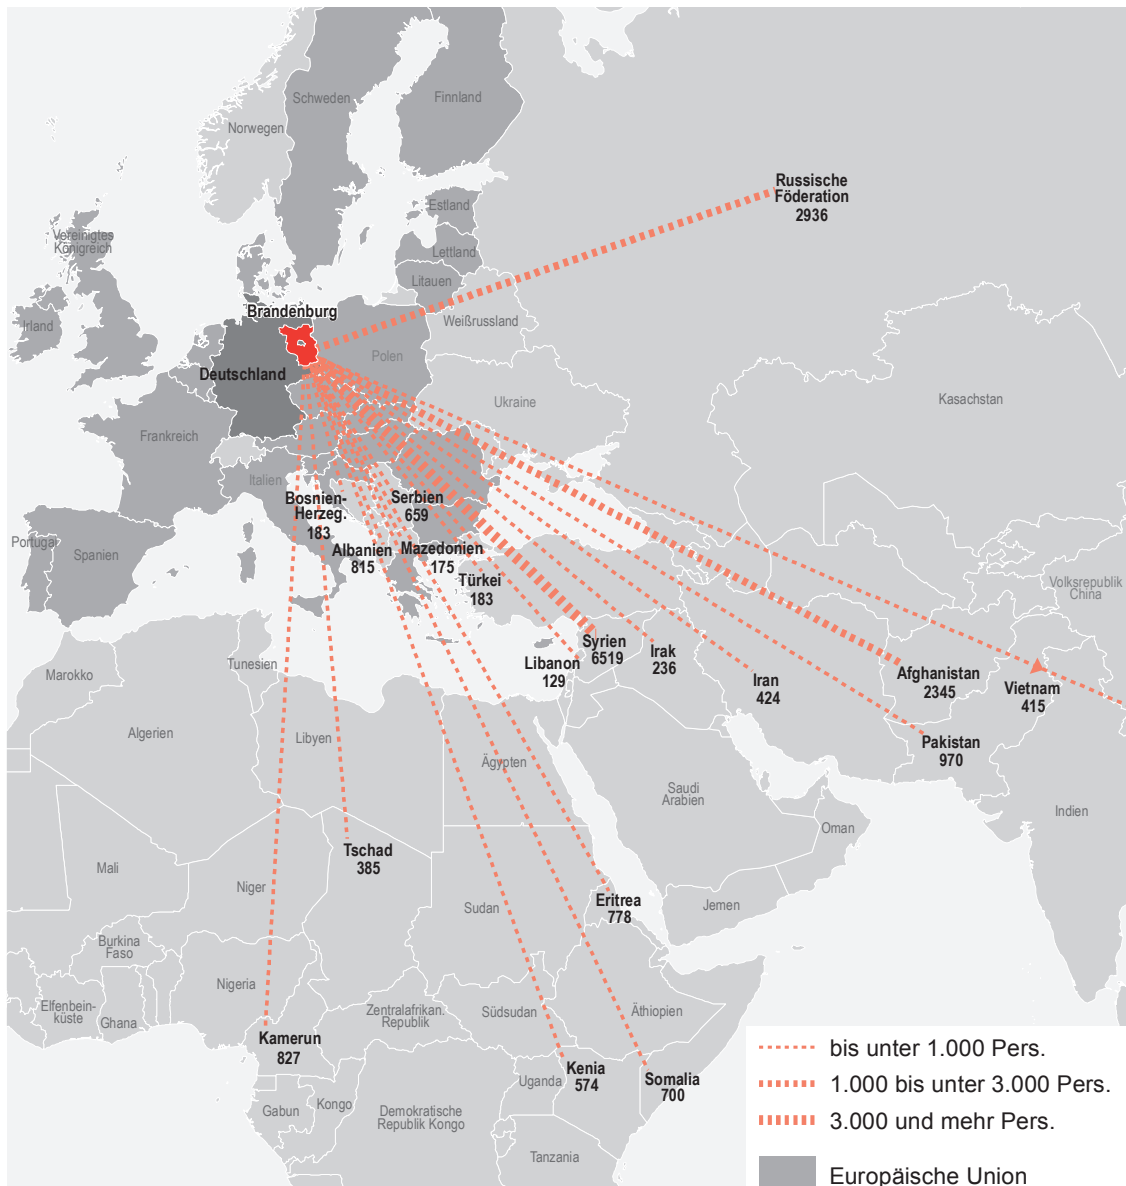 Schweden
Finnland
Norwegen
Russische
Föderation
2936
Estland
Vereinigtes
Königreich
Lettland
Litauen
Brandenburg
Irland
Weißrussland
Polen
Deutschland
Kasachstan
Ukraine
Frankreich
Italien
Bosnien-
Herzeg.
183
Serbien
659
Portugal
Spanien
Albanien
815
Mazedonien
175
Türkei
183
Volksrepublik
China
Syrien
6519
Irak
236
Libanon
129
Iran
424
Afghanistan
2345
Vietnam
415
Marokko
Tunesien
Algerien
Libyen
Ägypten
Pakistan
970
Saudi
Arabien
Indien
Oman
Tschad
385
Mali
Niger
Eritrea
778
Jemen
Sudan
Burkina
Faso
Nigeria
Elfenbein-
küste
Ghana
Zentralafrikan.
Republik
Südsudan
Äthiopien
Kamerun
827
Kenia
574
Somalia
700
Uganda
Gabun
Kongo
Demokratische
Republik Kongo
Tanzania
bis unter 1.000 Pers.
1.000 bis unter 3.000 Pers.
3.000 und mehr Pers.
Europäische Union